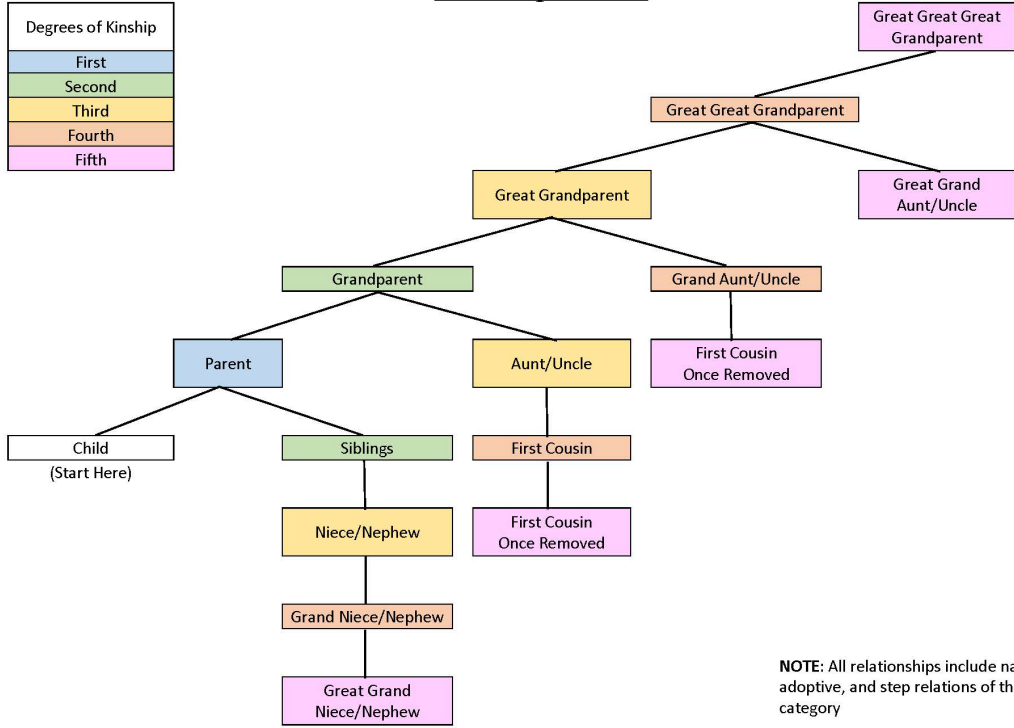 Degrees of Kinship
First
Second
Third
Fourth
Fifth
Great Great Great
Grandparent
Great Great Grandparent
Great Grandparent
Great Grand
Aunt/Uncle
Grandparent
Grand Aunt/Uncle
Parent
Aunt/Uncle
First Cousin
Once Removed
Child
(Start Here)
Siblings
First Cousin
Niece/Nephew
First Cousin
Once Removed
Grand Niece/Nephew
Great Grand
Niece/Nephew
NOTE: All relationships include
adoptive, and step relations of
category